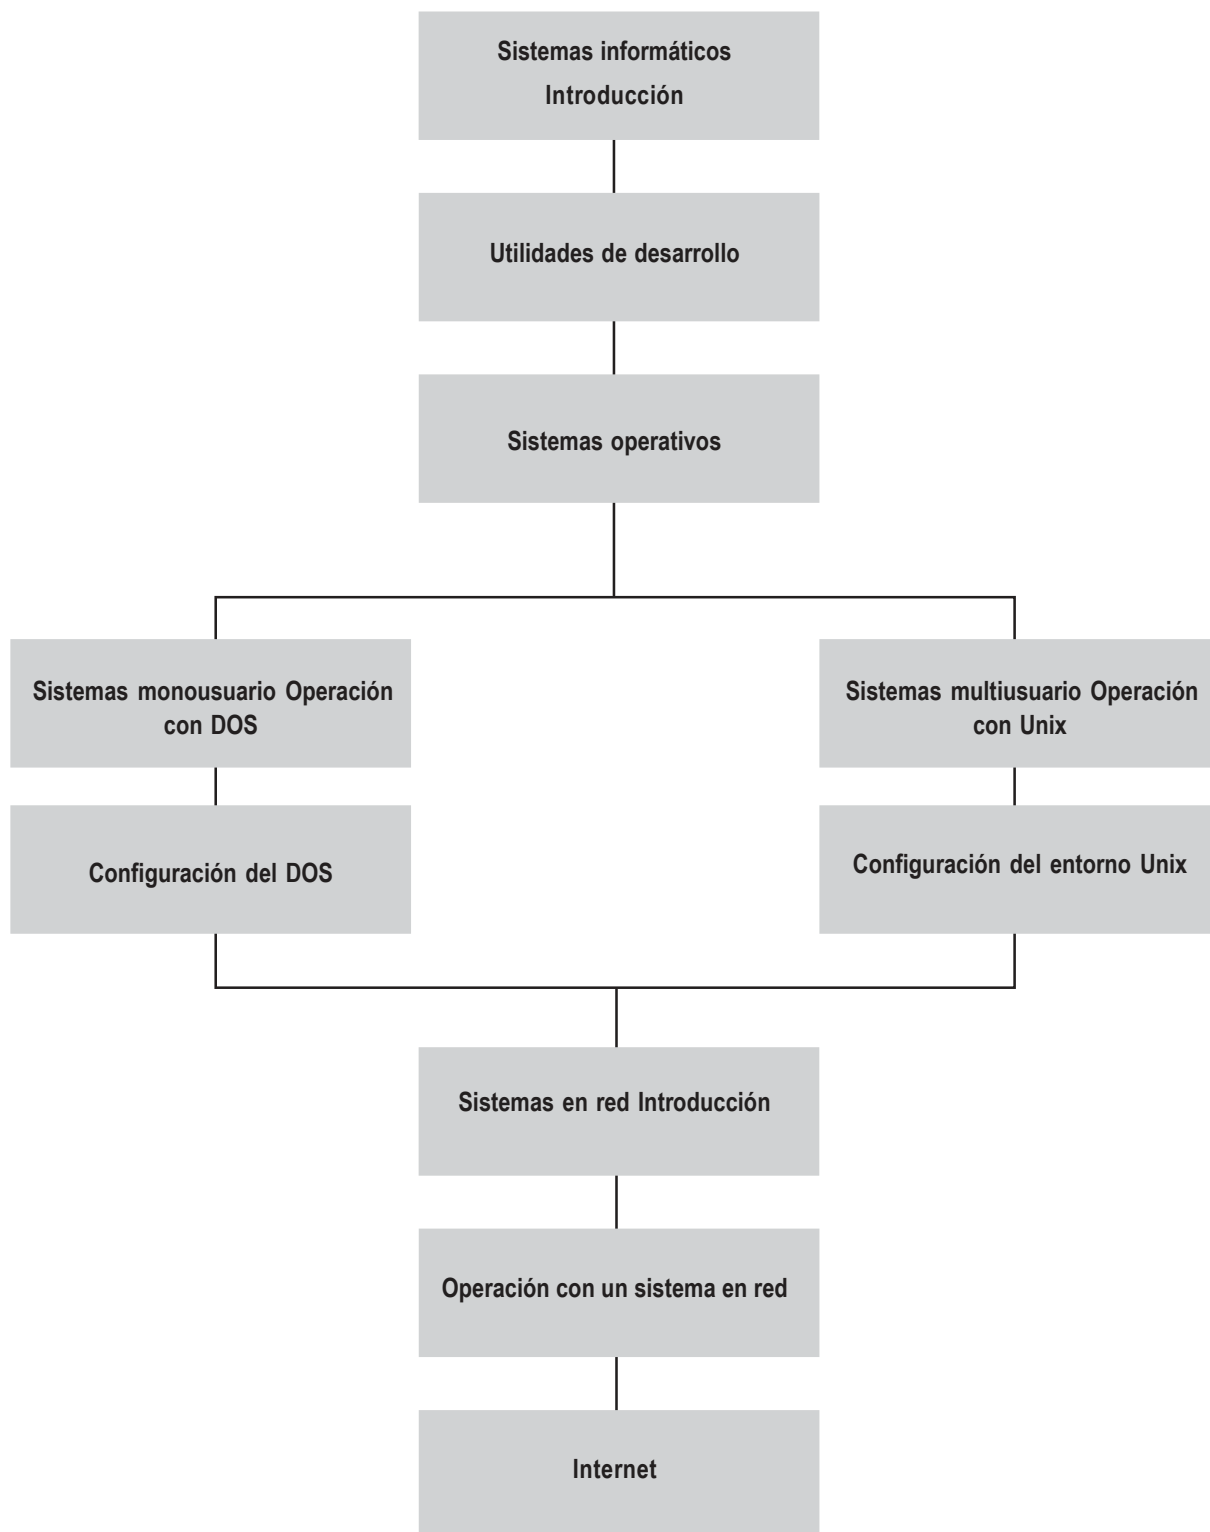 Sistemas informáticos
Introducción
Utilidades de desarrollo
Sistemas operativos
Sistemas monousuario Operación
con DOS
Sistemas multiusuario Operación
con Unix
Configuración del DOS
Configuración del entorno Unix
Sistemas en red Introducción
Operación con un sistema en red
Internet